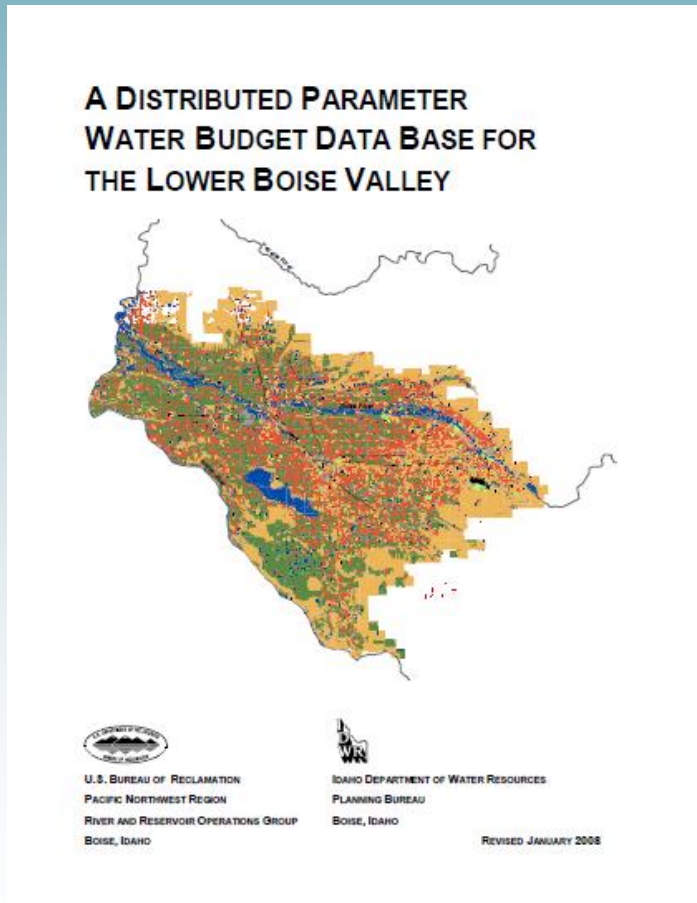 A DISTRIBUTED PARAMETER
WATER BUDGET DATA BASE FOR
THE LOWER BOISE VALLEY
IDWR
U.S. BUREAU OF RECLAMATION
PACIFIC NORTHWEST REGION
RIVER AND RESERVOIR OPERATIONS GROUP
BOISE, IDAHO
IDAHO DEPARTMENT OF WATER RESOURCES
PLANNING BUREAU
BOISE, IDAHO
REVISED JANUARY 2008